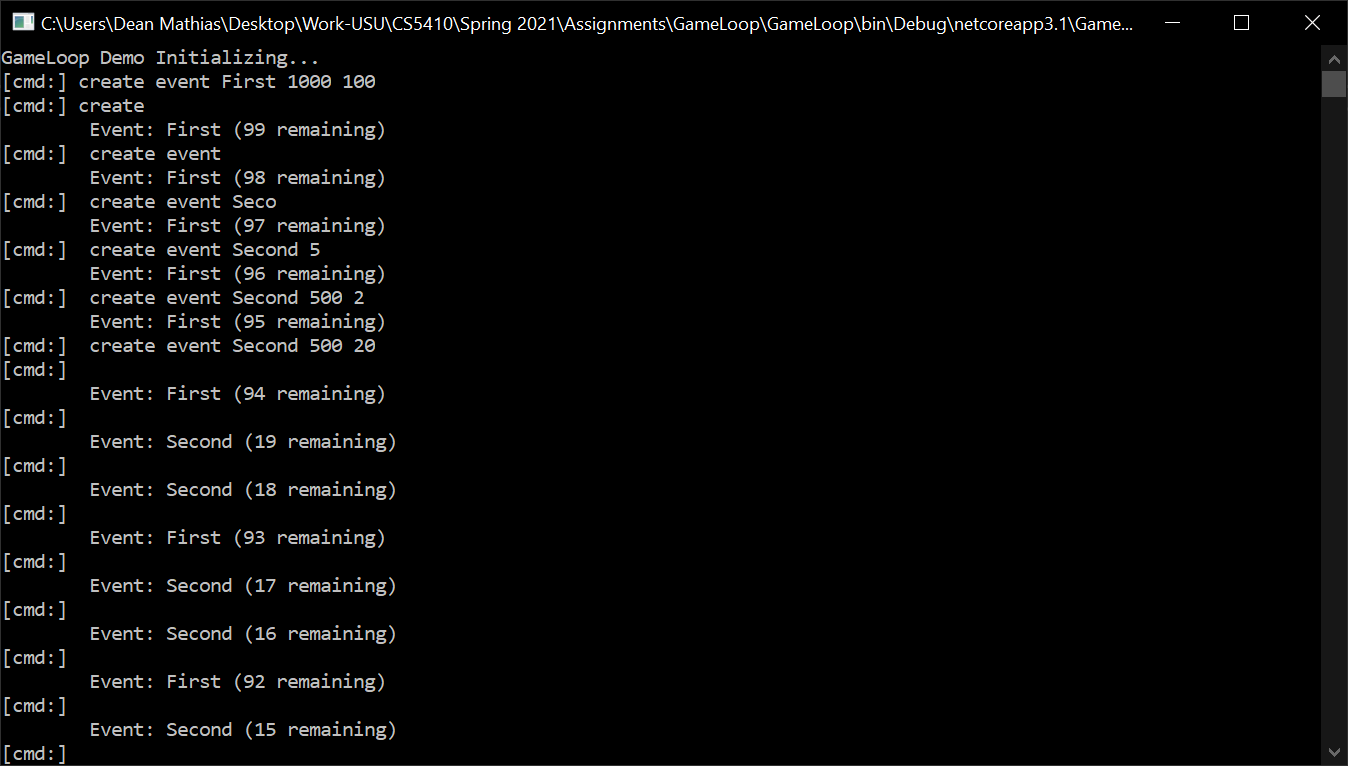 C:\Users\Dean Mathias\Desktop\Work-USU\CS5410\Spring 2021\Assignments\GameLoop\GameLoop\bin\Debug\netcoreapp3.1\Game...
GameLoop Demo Initializing...
[cmd:] create event First 1000 100
[cmd:] create
Event: First (99 remaining)
[cmd:]  create event
Event: First (98 remaining)
[cmd:]  create event Seco
Event: First (97 remaining)
[cmd:]  create event Second 5
Event: First (96 remaining)
[cmd:]  create event Second 500 2
Event: First (95 remaining)
[cmd:]  create event Second 500 20
[cmd:]
Event: First (94 remaining)
[cmd:]
Event: Second (19 remaining)
[cmd:]
Event: Second (18 remaining)
[cmd:]
Event: First (93 remaining)
[cmd:]
Event: Second (17 remaining)
[cmd:]
Event: Second (16 remaining)
[cmd:]
Event: First (92 remaining)
[cmd:]
Event: Second (15 remaining)
[cmd:]